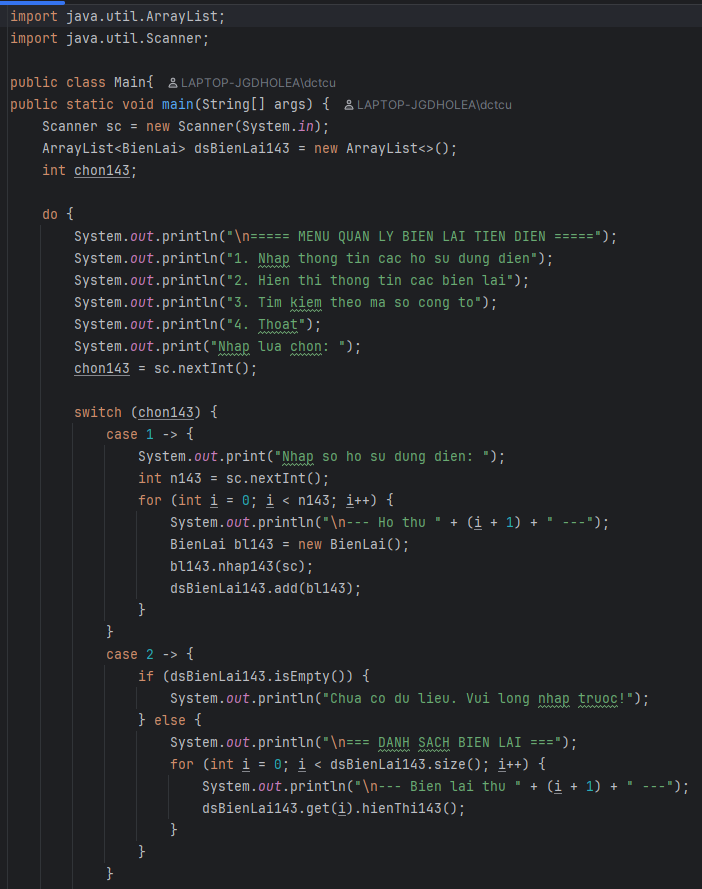 import java.util.ArrayList;
import java.util.Scanner;

public class Main{ LAPTOP-JGDHOLEA\dctcu
public static void main(String[] args) { LAPTOP-JGDHOLEA\dctcu
    Scanner sc = new Scanner(System.in);
    ArrayList<BienLai> dsBienLai143 = new ArrayList<>();
    int chon143;

    do {
        System.out.println("\n===== MENU QUAN LY BIEN LAI TIEN DIEN =====");
        System.out.println("1. Nhap thong tin cac ho su dung dien");
        System.out.println("2. Hien thi thong tin cac bien lai");
        System.out.println("3. Tim kiem theo ma so cong to");
        System.out.println("4. Thoat");
        System.out.print("Nhap lua chon: ");
        chon143 = sc.nextInt();

        switch (chon143) {
            case 1 -> {
                System.out.print("Nhap so ho su dung dien: ");
                int n143 = sc.nextInt();
                for (int i = 0; i < n143; i++) {
                    System.out.println("\n--- Ho thu " + (i + 1) + " ---");
                    BienLai bl143 = new BienLai();
                    bl143.nhap143(sc);
                    dsBienLai143.add(bl143);
                }
            }
            case 2 -> {
                if (dsBienLai143.isEmpty()) {
                    System.out.println("Chua co du lieu. Vui long nhap truoc!");
                } else {
                    System.out.println("\n=== DANH SACH BIEN LAI ===");
                    for (int i = 0; i < dsBienLai143.size(); i++) {
                        System.out.println("\n--- Bien lai thu " + (i + 1) + " ---");
                        dsBienLai143.get(i).hienThi143();
                    }
                }
            }